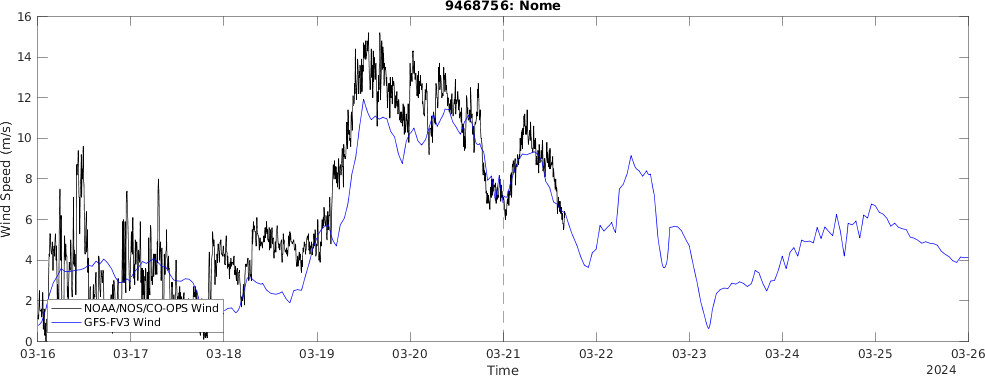 9468756: Nome
16
14
12
10
8
6
4
2
0
Wind Speed (m/s)
NOAA/NOS/CO-OPS Wind
GFS-FV3 Wind
03-16 03-17 03-18 03-19 03-20 03-21 03-22 03-23 03-24 03-25 03-26
Time
2024